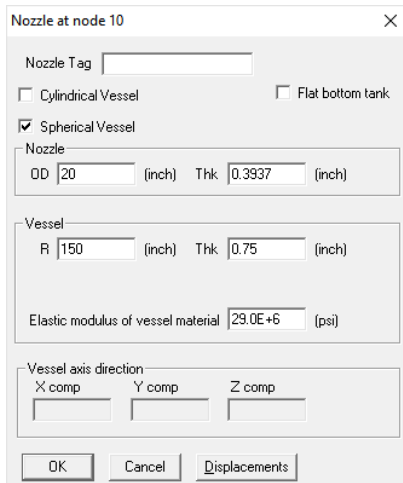 Nozzle at node 10
Nozzle Tag
Cylindrical Vessel Flat bottom tank
Spherical Vessel
Nozzle
OD 20 (inch) Thk 0.3937 (inch)
Vessel
R 150 (inch) Thk 0.75 (inch)
Elastic modulus of vessel material 29.0E+6 (psi)
Vessel axis direction
X comp Y comp Z comp
OK Cancel Displacements